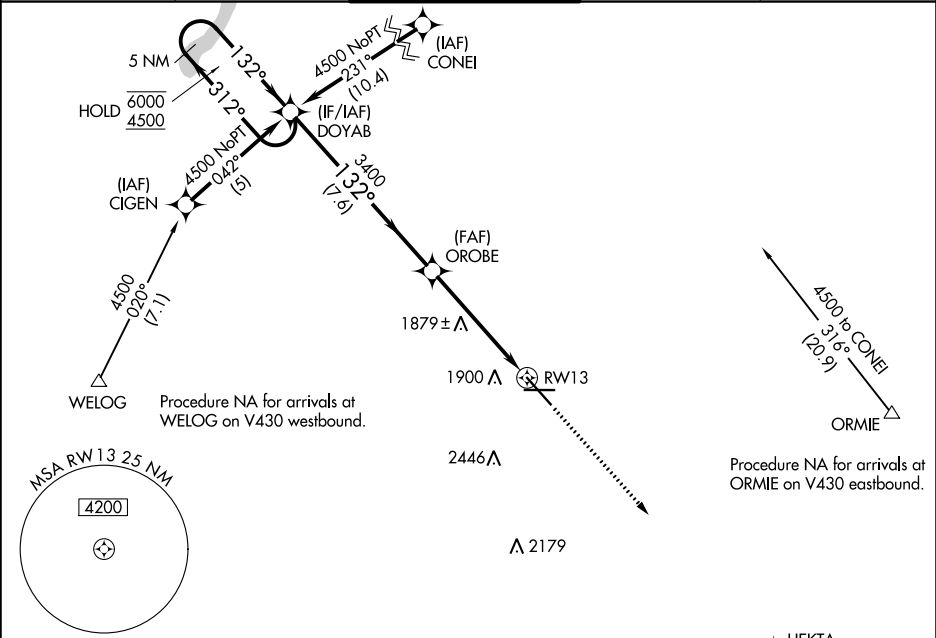 5 NM
132°
312°
HOLD
6000
4500
4500 NoPT
231°
(10.4)
(IAF)
CONEI
(IF/IAF)
DOYAB
4500 NoPT
042°
(5)
(IAF)
CIGEN
3400
132°
(7.6)
(FAF)
OROBE
4500
020°
(7.1)
1879±
1900
RW13
WELOG
Procedure NA for arrivals at
WELOG on V430 westbound.
4500 to CONEI
316°
(20.9)
ORMIE
Procedure NA for arrivals at
ORMIE on V430 eastbound.
2446
2179
MSA RW13 25 NM
4200